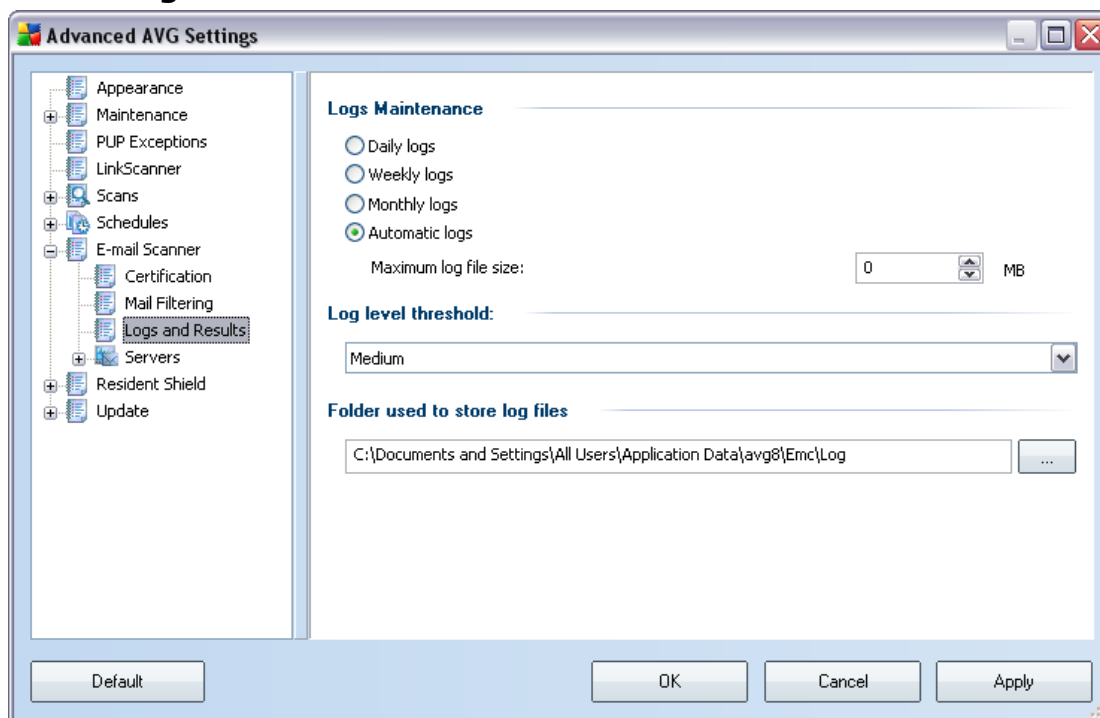 Advanced AVG Settings
Appearance
Maintenance
PUP Exceptions
LinkScanner
Scans
Schedules
E-mail Scanner
Certification
Mail Filtering
Logs and Results
Servers
Resident Shield
Update
Logs Maintenance
Daily logs
Weekly logs
Monthly logs
Automatic logs
Maximum log file size: 0 MB
Log level threshold:
Medium
Folder used to store log files
C:\Documents and Settings\All Users\Application Data\avg8\Emc\Log ...
Default OK Cancel Apply